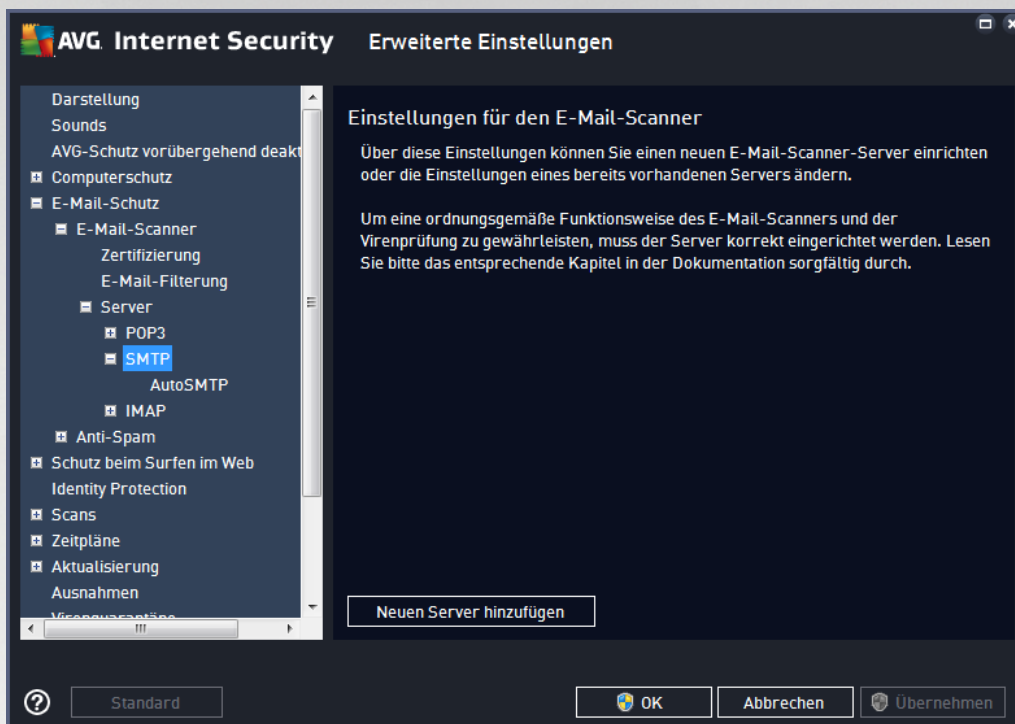 AVG. Internet Security Erweiterte Einstellungen
Darstellung
Sounds
AVG-Schutz vorübergehend deakt
Computerschutz
E-Mail-Schutz
E-Mail-Scanner
Zertifizierung
E-Mail-Filterung
Server
POP3
SMTP
AutoSMTP
IMAP
Anti-Spam
Schutz beim Surfen im Web
Identity Protection
Scans
Zeitpläne
Aktualisierung
Ausnahmen
Virenquarantäne
Einstellungen für den E-Mail-Scanner
Über diese Einstellungen können Sie einen neuen E-Mail-Scanner-Server einrichten
oder die Einstellungen eines bereits vorhandenen Servers ändern.
Um eine ordnungsgemäße Funktionsweise des E-Mail-Scanners und der
Virenprüfung zu gewährleisten, muss der Server korrekt eingerichtet werden. Lesen
Sie bitte das entsprechende Kapitel in der Dokumentation sorgfältig durch.
Neuen Server hinzufügen
Standard
OK
Abbrechen
Übernehmen